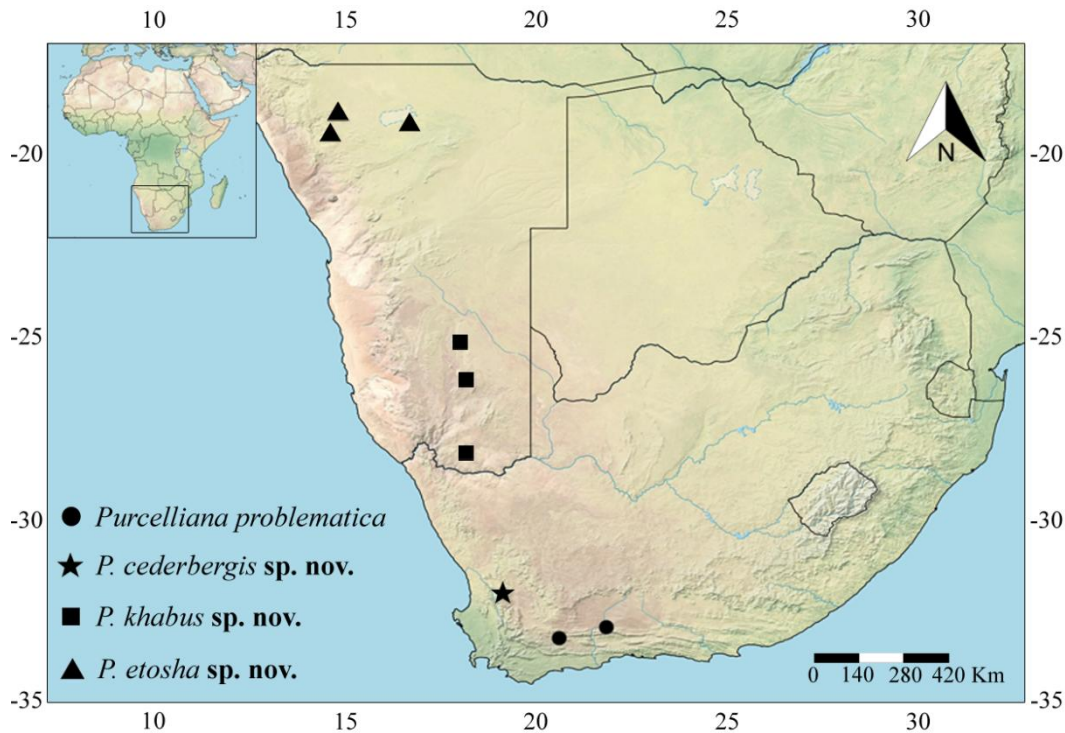 10 15 20 25 30
N
-20 -20
-25 -25
-30 -30
Purcelliana problematica
P. cederbergis sp. nov.
P. khabus sp. nov.
P. etosha sp. nov.
0 140 280 420 Km
-35 -35
10 15 20 25 30